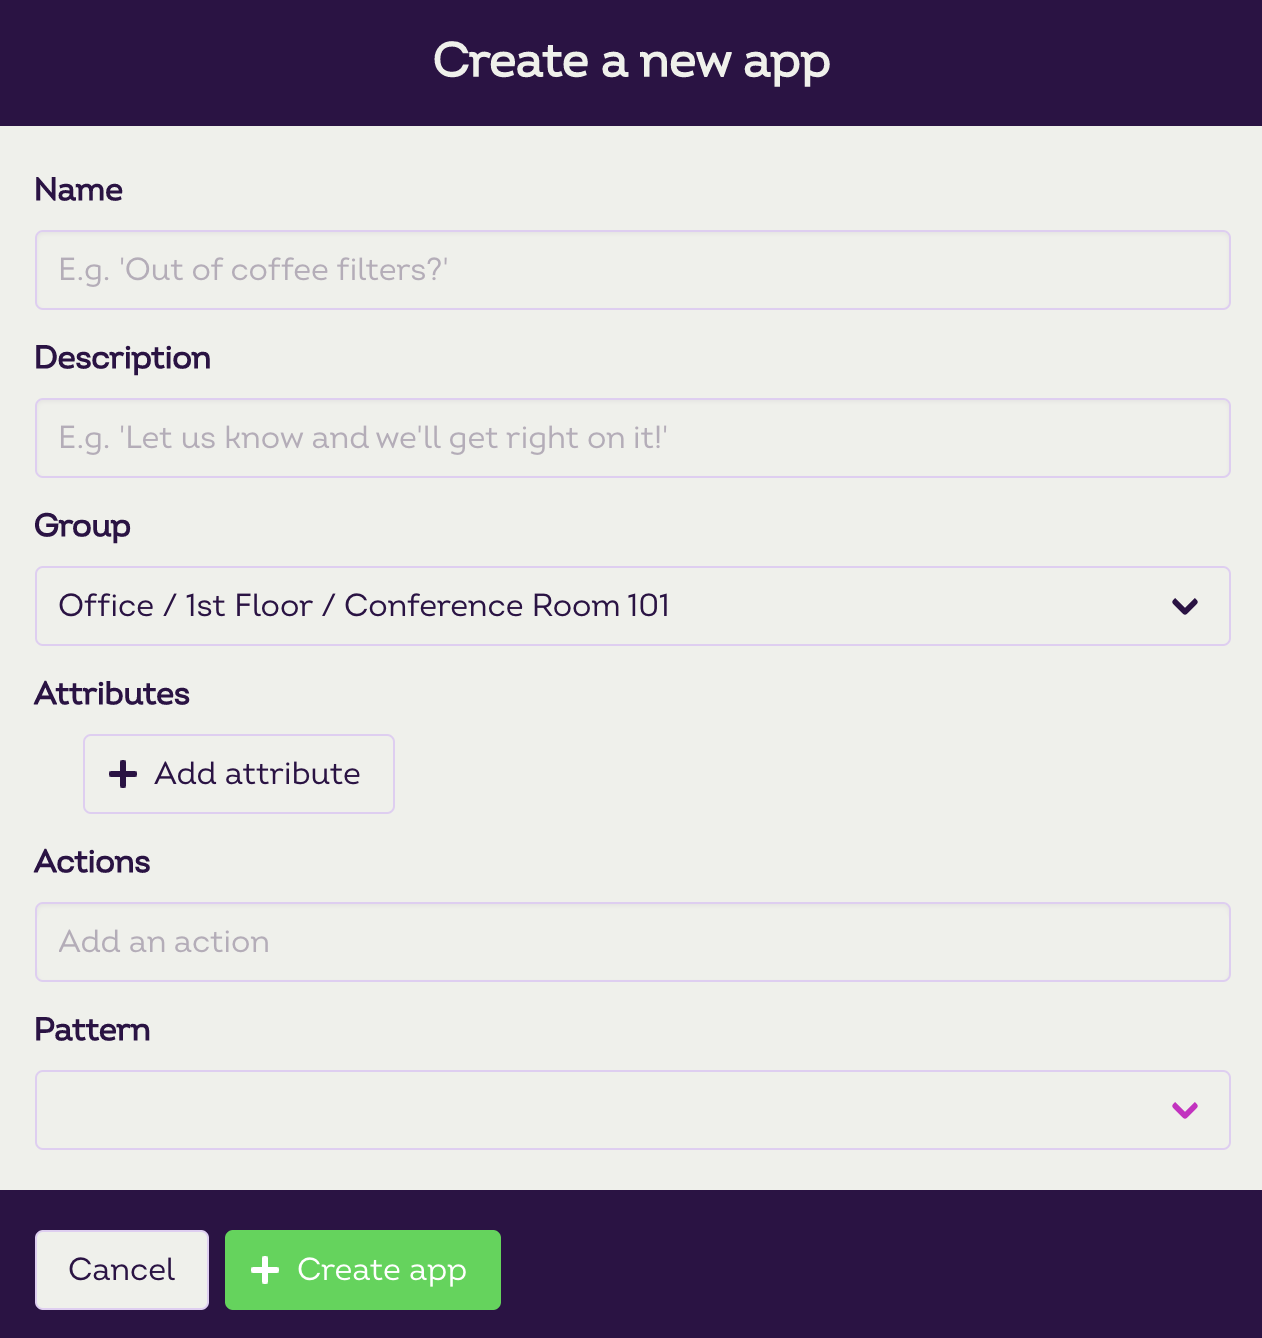 Create a new app
Name
E.g. 'Out of coffee filters?'
Description
E.g. 'Let us know and we'll get right on it!'
Group
Office / 1st Floor / Conference Room 101
Attributes
Add attribute
Actions
Add an action
Pattern
Cancel
Create app